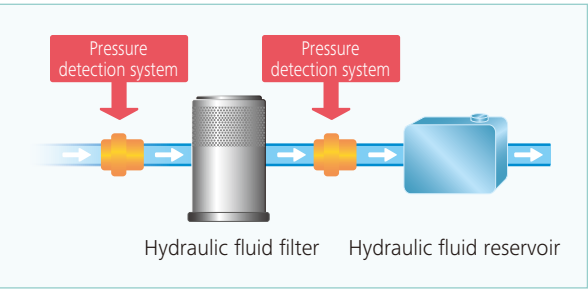 Pressure
detection system
Pressure
detection system
Hydraulic fluid filter
Hydraulic fluid reservoir